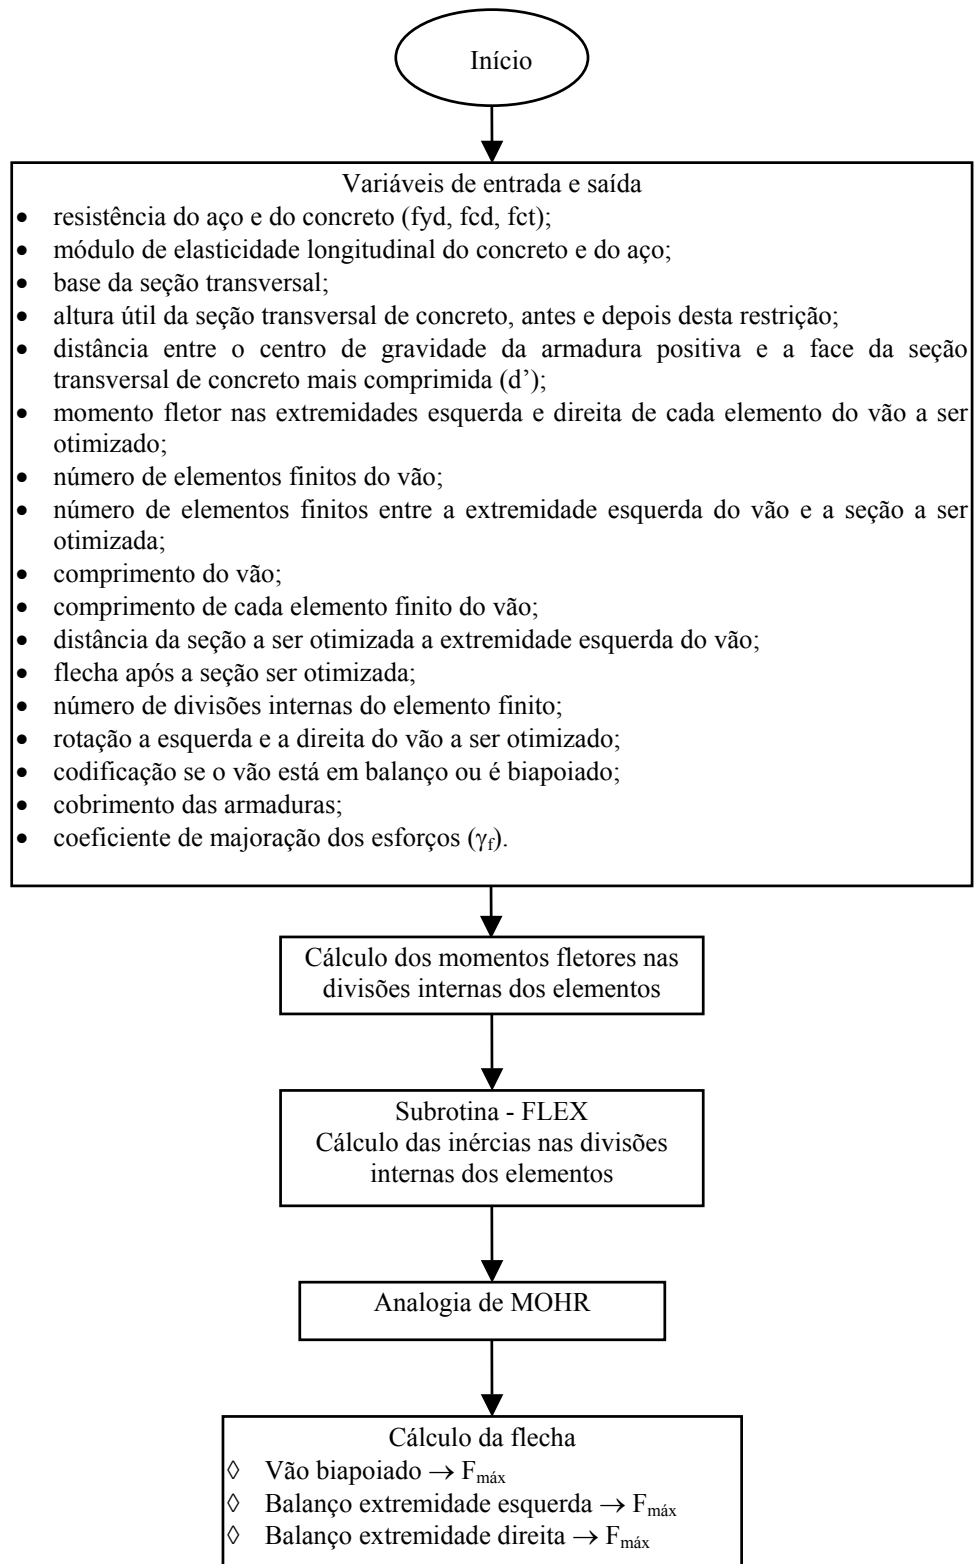 Início
Variáveis de entrada e saída
• resistência do aço e do concreto (fyd, fcd, fct);
• módulo de elasticidade longitudinal do concreto e do aço;
• base da seção transversal;
• altura útil da seção transversal de concreto, antes e depois desta restrição;
• distância entre o centro de gravidade da armadura positiva e a face da seção
transversal de concreto mais comprimida (d’);
• momento fletor nas extremidades esquerda e direita de cada elemento do vão a ser
otimizado;
• número de elementos finitos do vão;
• número de elementos finitos entre a extremidade esquerda do vão e a seção a ser
otimizada;
• comprimento do vão;
• comprimento de cada elemento finito do vão;
• distância da seção a ser otimizada a extremidade esquerda do vão;
• flecha após a seção ser otimizada;
• número de divisões internas do elemento finito;
• rotação a esquerda e a direita do vão a ser otimizado;
• codificação se o vão está em balanço ou é biapoiado;
• cobrimento das armaduras;
• coeficiente de majoração dos esforços (γf).
Cálculo dos momentos fletores nas
divisões internas dos elementos
Subrotina - FLEX
Cálculo das inércias nas divisões
internas dos elementos
Analogia de MOHR
Cálculo da flecha
◊ Vão biapoiado → Fmáx
◊ Balanço extremidade esquerda → Fmáx
◊ Balanço extremidade direita → Fmáx